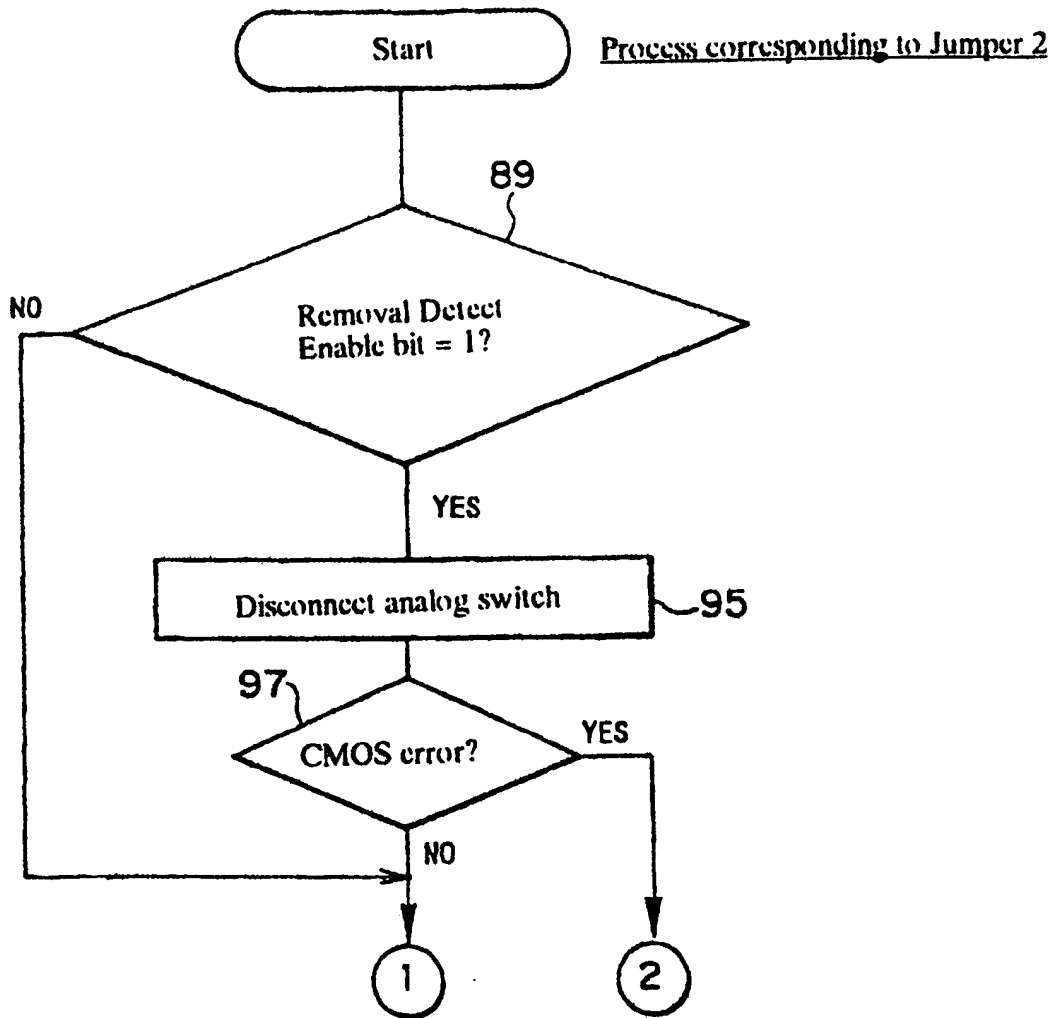 Start
Process corresponding to Jumper 2
89
NO
Removal Detect
Enable bit = 1?
YES
Disconnect analog switch
95
97
CMOS error?
YES
NO
1
2